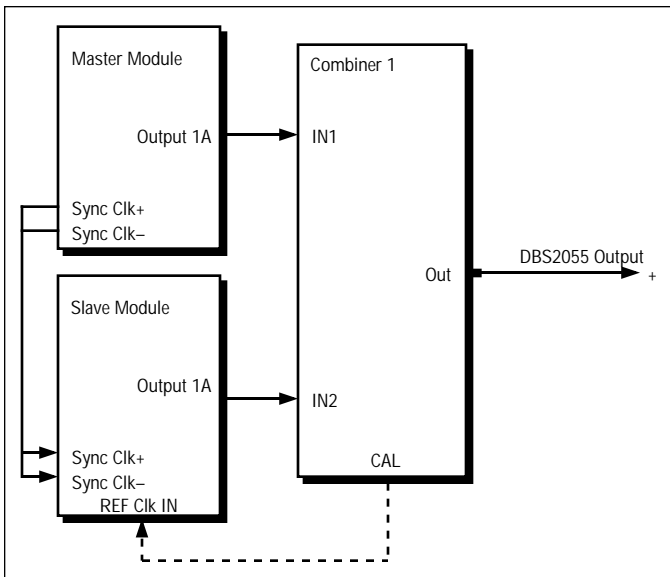 Master Module
Output 1A
Sync Clk+
Sync Clk–
Slave Module
Output 1A
Sync Clk+
Sync Clk–
REF Clk IN
Combiner 1
IN1
Out
IN2
CAL
DBS2055 Output
+